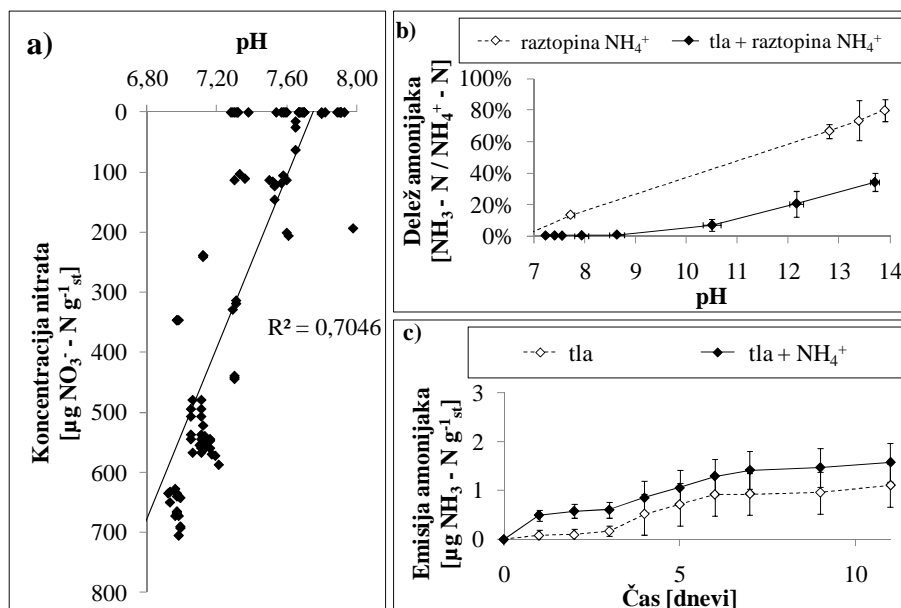 a)
pH
6,80 7,20 7,60 8,00
0
100
200
300
400
500
600
700
800
Koncentracija nitrata
[µg NO₃⁻ - N g⁻¹st]
R² = 0,7046
b)
raztopina NH₄⁺
tla + raztopina NH₄⁺
100%
80%
60%
40%
20%
0%
Delež amonijaka
[NH₃ - N / NH₄⁺ - N]
7 8 9 10 11 12 13 14
pH
c)
tla
tla + NH₄⁺
3
2
1
0
Emisija amonijaka
[µg NH₃ - N g⁻¹st]
0 5 10
Čas [dnevi]